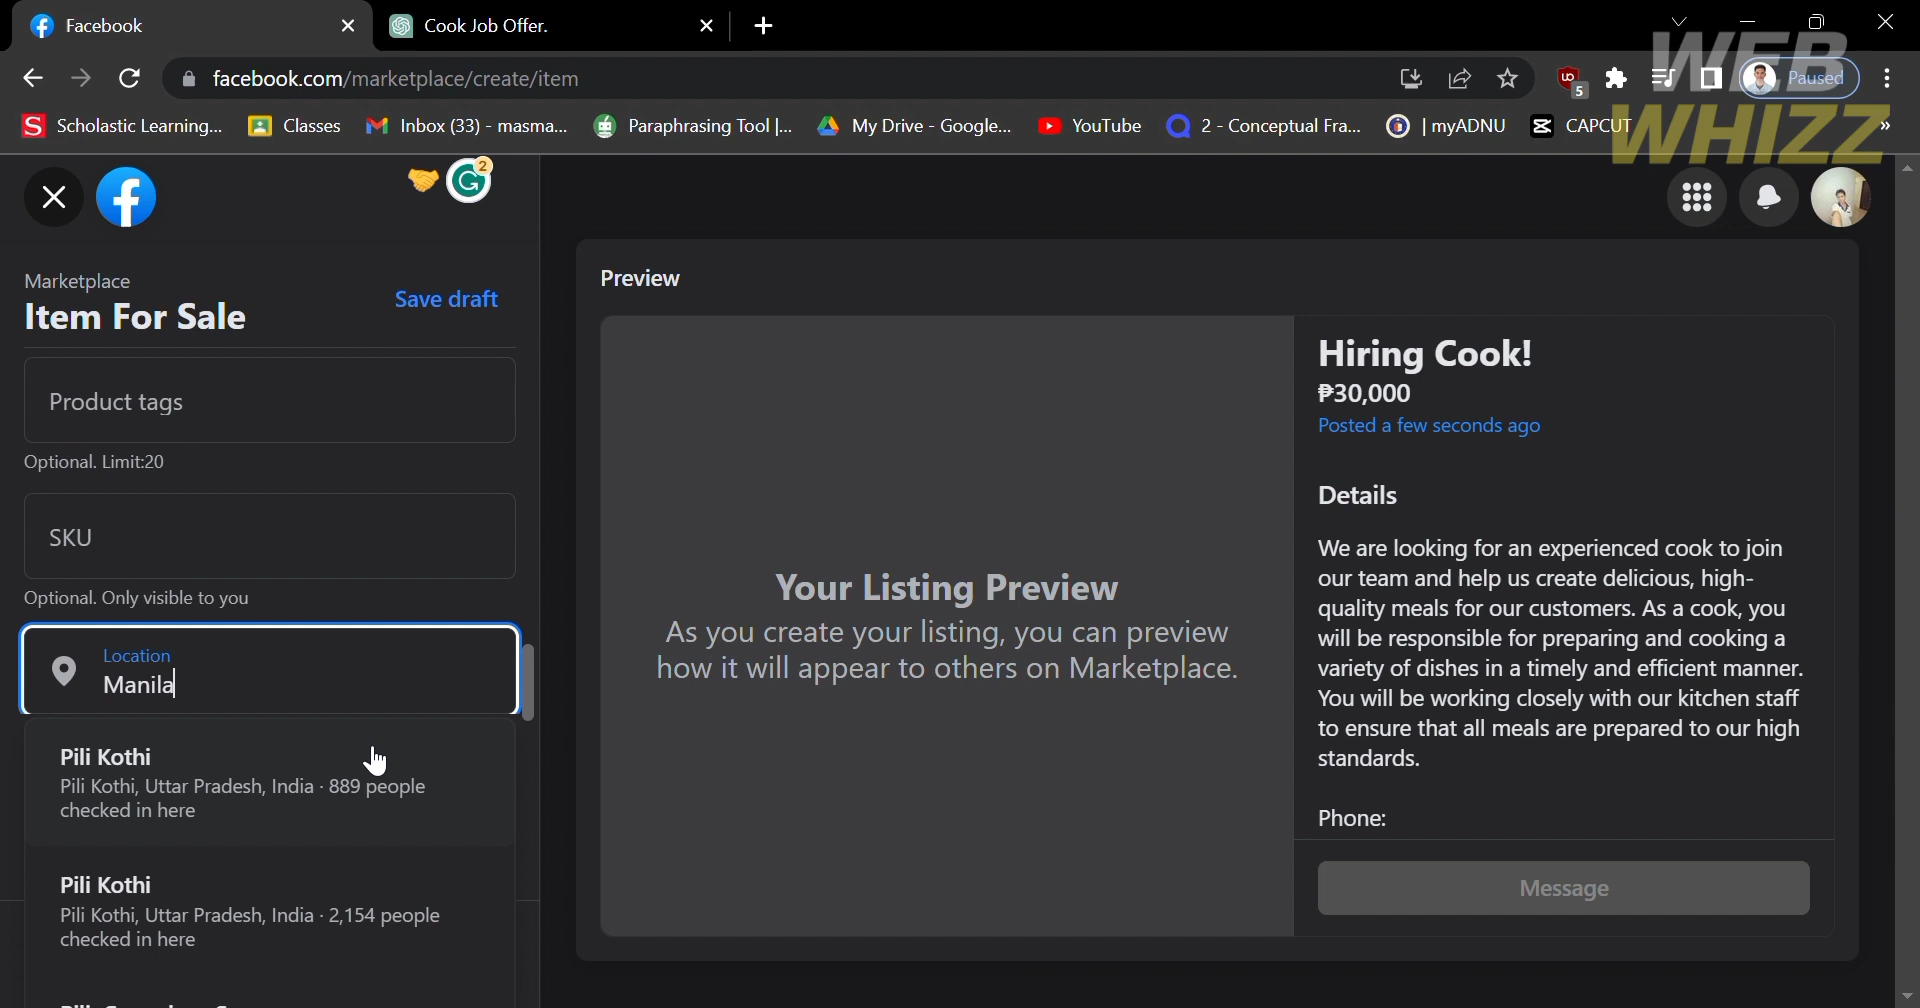 Facebook
Cook Job Offer.
facebook.com/marketplace/create/item
5
Paused
WEB
WHIZZ
S Scholastic Learning...
Classes
Inbox (33) - masma...
Paraphrasing Tool |...
My Drive - Google...
YouTube
2 - Conceptual Fra...
| myADNU
CAPCUT
»
2
Marketplace
Item For Sale
Save draft
Product tags
Optional. Limit:20
SKU
Optional. Only visible to you
Location
Manila
Pili Kothi
Pili Kothi, Uttar Pradesh, India · 889 people
checked in here
Pili Kothi
Pili Kothi, Uttar Pradesh, India · 2,154 people
checked in here
Preview
Your Listing Preview
As you create your listing, you can preview
how it will appear to others on Marketplace.
Hiring Cook!
₱30,000
Posted a few seconds ago
Details
We are looking for an experienced cook to join
our team and help us create delicious, high-
quality meals for our customers. As a cook, you
will be responsible for preparing and cooking a
variety of dishes in a timely and efficient manner.
You will be working closely with our kitchen staff
to ensure that all meals are prepared to our high
standards.
Phone:
Message